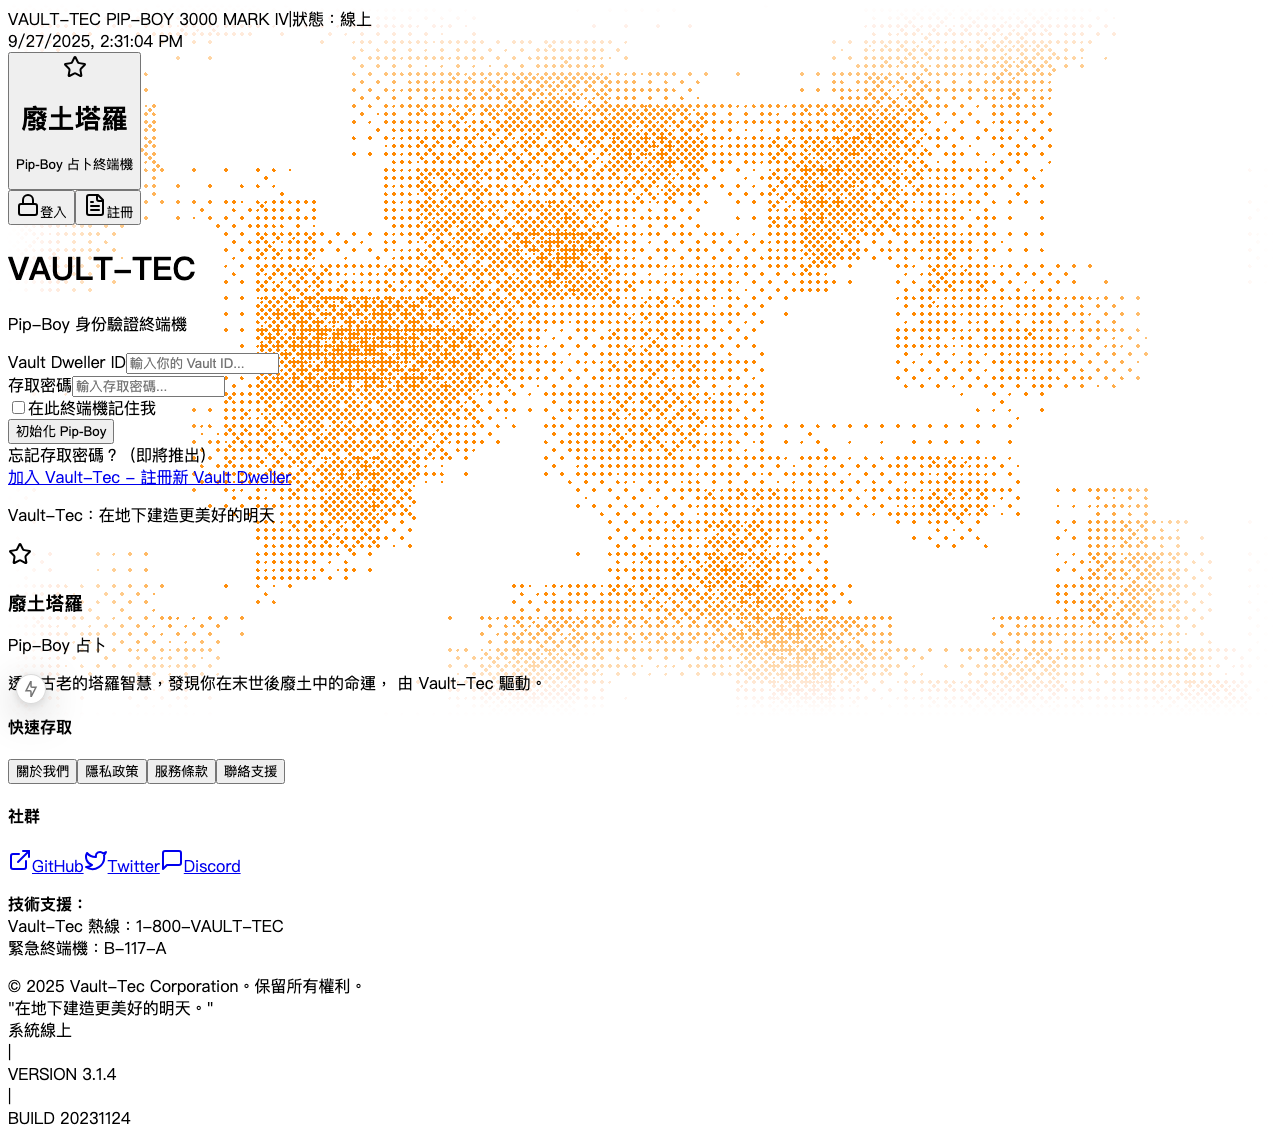 VAULT-TEC PIP-BOY 3000 MARK IV|狀態：線上
9/27/2025, 2:31:04 PM
廢土塔羅
Pip-Boy 占卜終端機
登入 註冊
VAULT-TEC
Pip-Boy 身份驗證終端機
Vault Dweller ID 輸入你的 Vault ID...
存取密碼 輸入存取密碼...
在此終端機記住我
初始化 Pip-Boy
忘記存取密碼？（即將推出）
加入 Vault-Tec - 註冊新 Vault Dweller
Vault-Tec：在地下建造更美好的明天
廢土塔羅
Pip-Boy 占卜
古老的塔羅智慧，發現你在末世後廢土中的命運， 由 Vault-Tec 驅動。
快速存取
關於我們 隱私政策 服務條款 聯絡支援
社群
GitHub Twitter Discord
技術支援：
Vault-Tec 熱線：1-800-VAULT-TEC
緊急終端機：B-117-A
© 2025 Vault-Tec Corporation。保留所有權利。
"在地下建造更美好的明天。"
系統線上
|
VERSION 3.1.4
|
BUILD 20231124